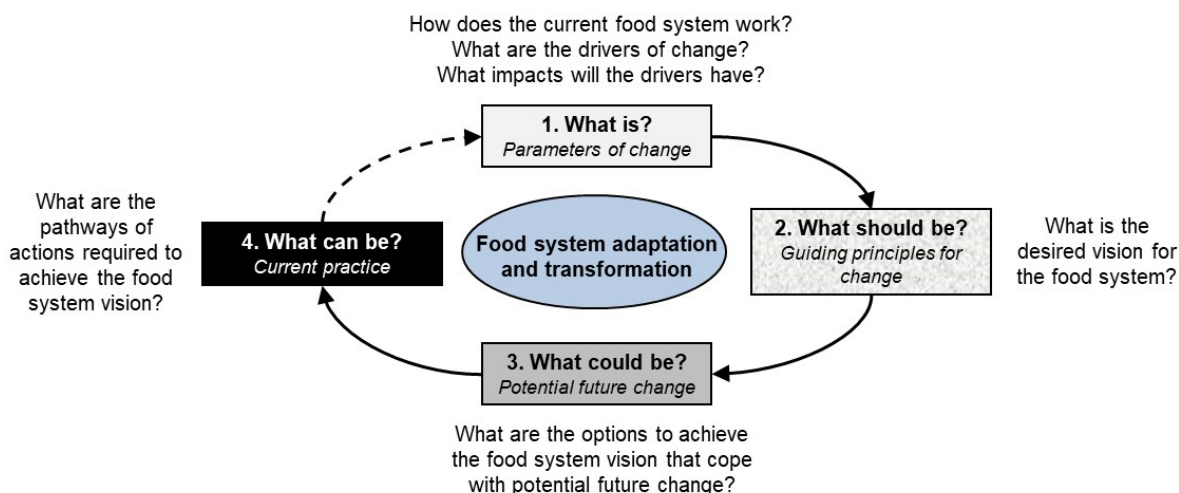 How does the current food system work?
What are the drivers of change?
What impacts will the drivers have?
1. What is?
Parameters of change
What are the
pathways of
actions required to
achieve the food
system vision?
4. What can be?
Current practice
Food system adaptation
and transformation
2. What should be?
Guiding principles for
change
What is the
desired vision for
the food system?
3. What could be?
Potential future change
What are the options to achieve
the food system vision that cope
with potential future change?